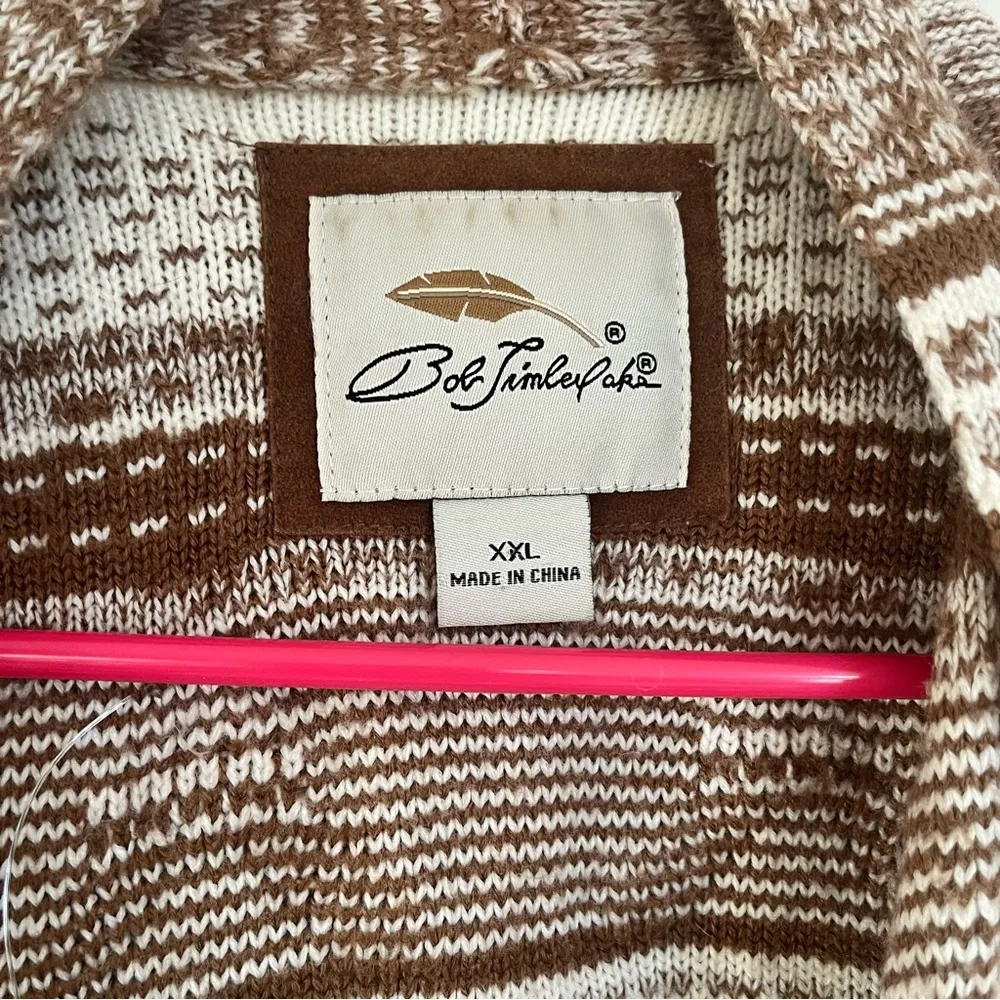 ®
Bob Timberlake®
XXL
MADE IN CHINA